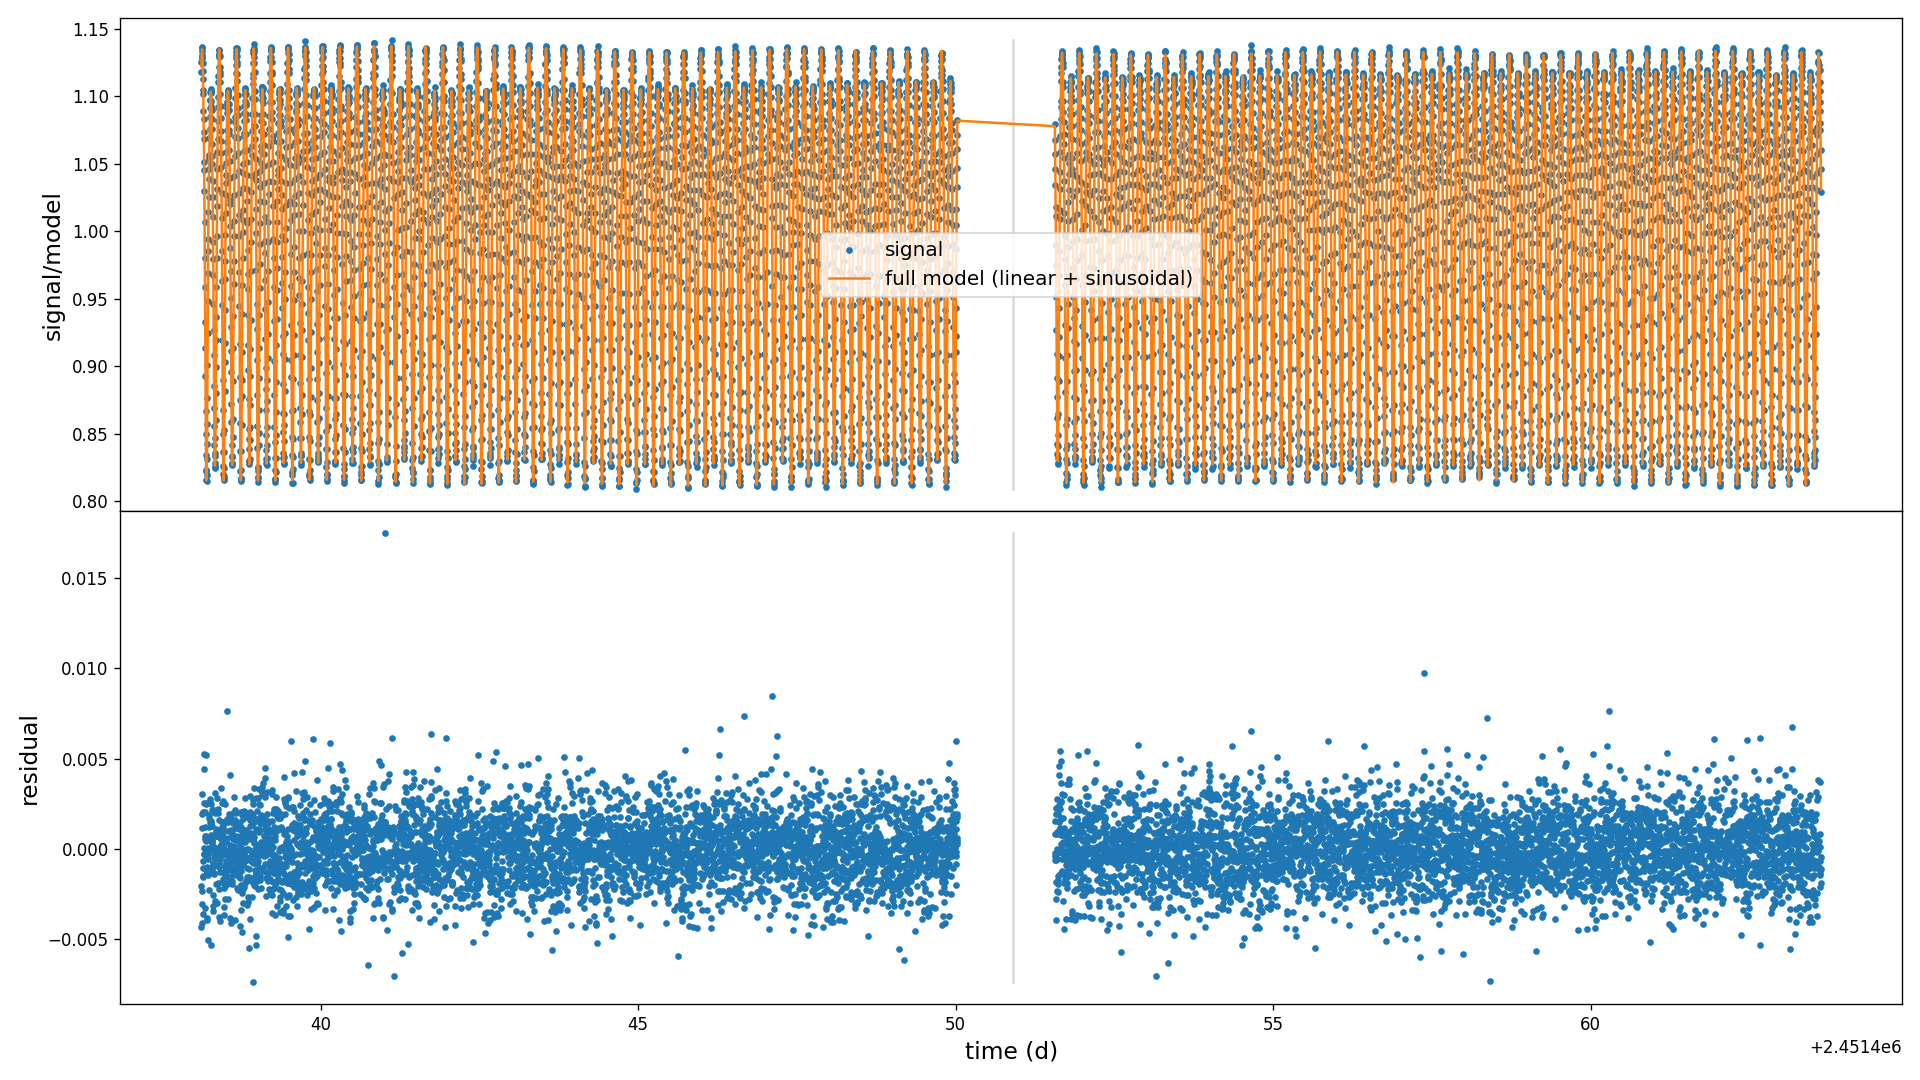 1.15
1.10
1.05
1.00
0.95
0.90
0.85
0.80
signal/model
signal
full model (linear + sinusoidal)
0.015
0.010
0.005
0.000
−0.005
residual
40 45 50 55 60
time (d)
+2.4514e6